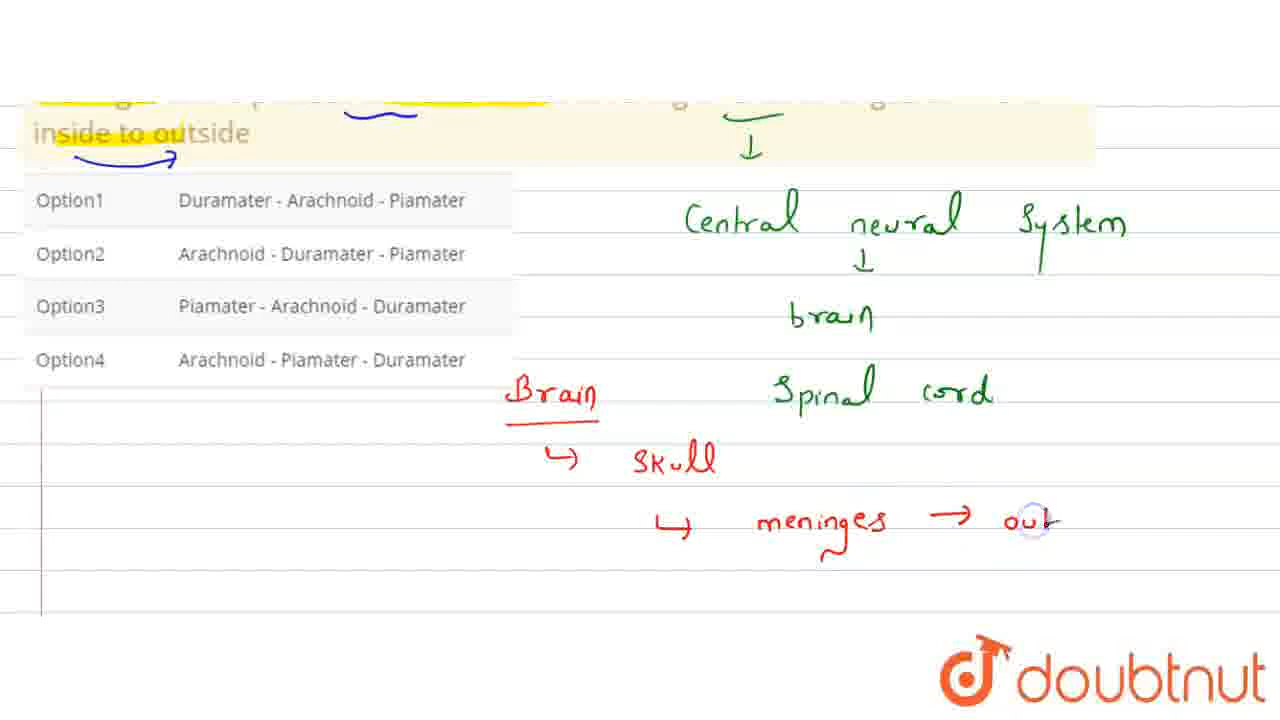 inside to outside
Option1 Duramater - Arachnoid - Piamater
Option2 Arachnoid - Duramater - Piamater
Option3 Piamater - Arachnoid - Duramater
Option4 Arachnoid - Piamater - Duramater
Central neural System
brain
Spinal cord
Brain
Skull
meninges → out
doubtnut